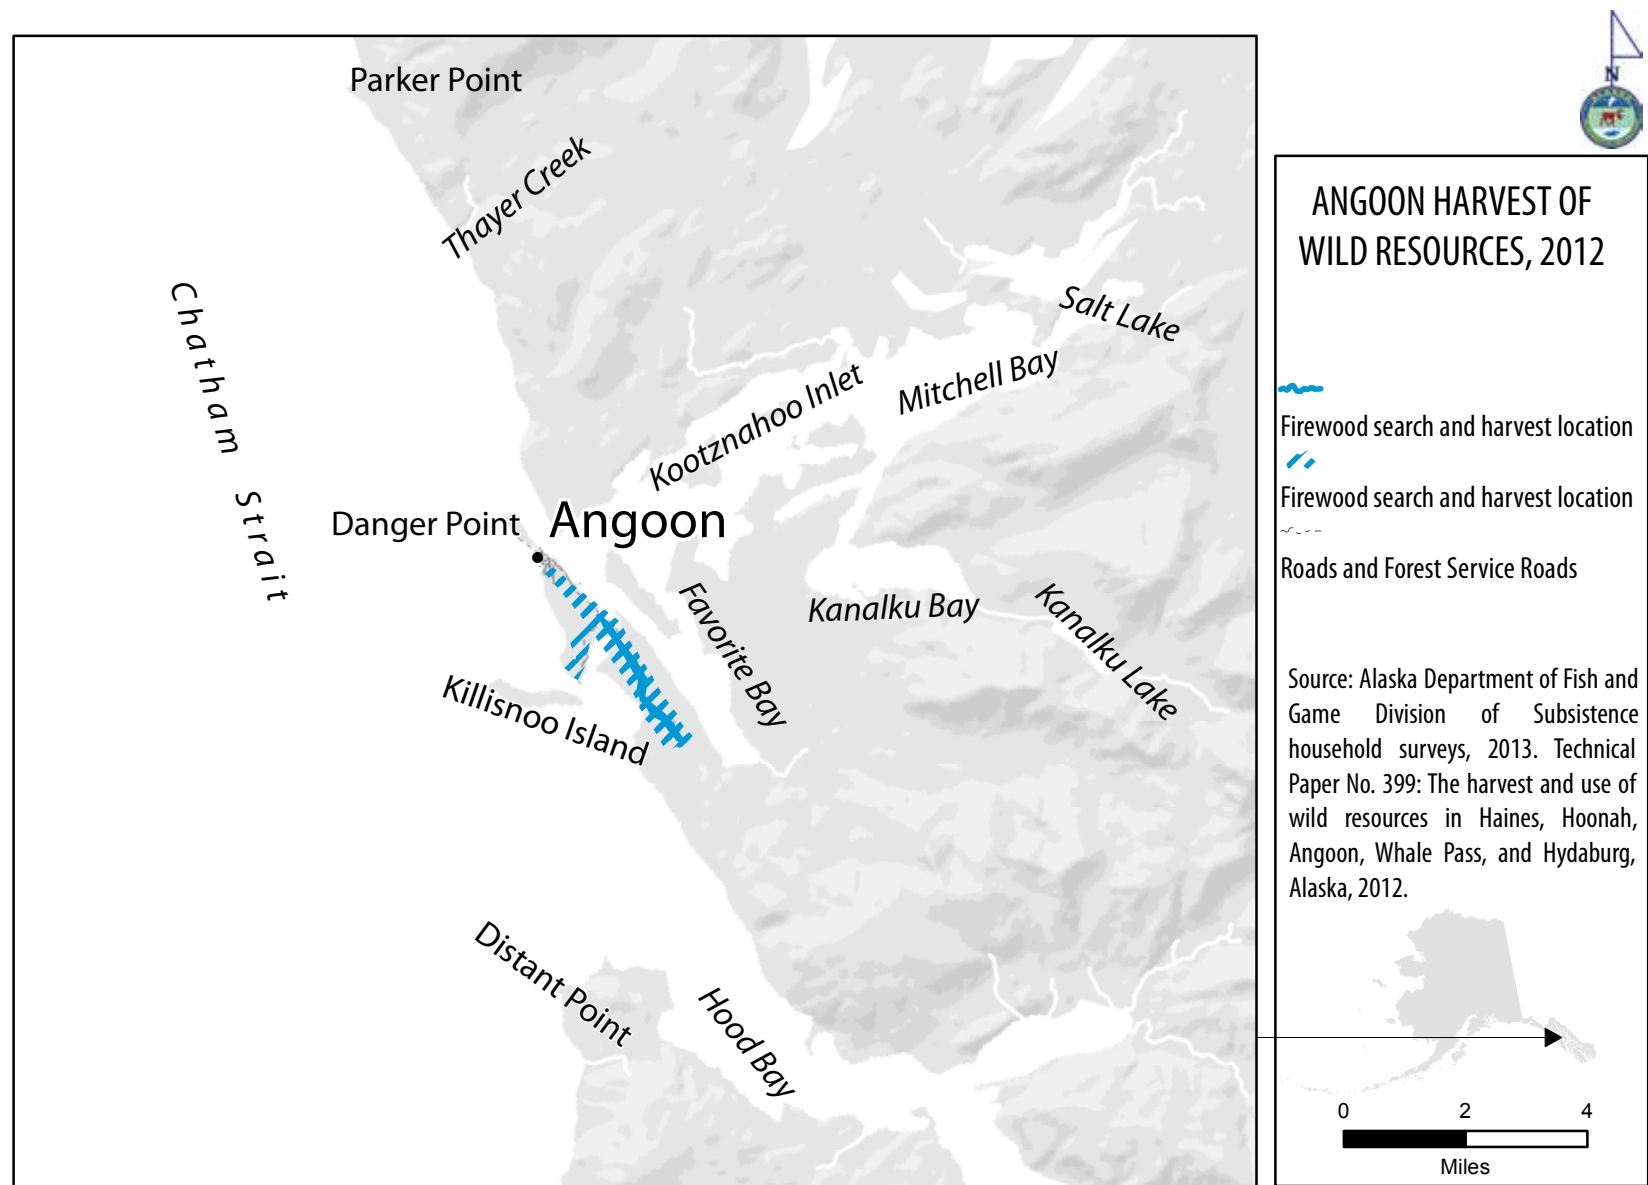 N
ALASKA
Parker Point
Thayer Creek
Chatham Strait
Salt Lake
Mitchell Bay
Kootznahoo Inlet
Danger Point
Angoon
Favorite Bay
Kanalku Bay
Kanalku Lake
Killisnoo Island
Distant Point
Hood Bay
ANGOON HARVEST OF
WILD RESOURCES, 2012
Firewood search and harvest location
Firewood search and harvest location
Roads and Forest Service Roads
Source: Alaska Department of Fish and
Game Division of Subsistence
household surveys, 2013. Technical
Paper No. 399: The harvest and use of
wild resources in Haines, Hoonah,
Angoon, Whale Pass, and Hydaburg,
Alaska, 2012.
0 2 4
Miles